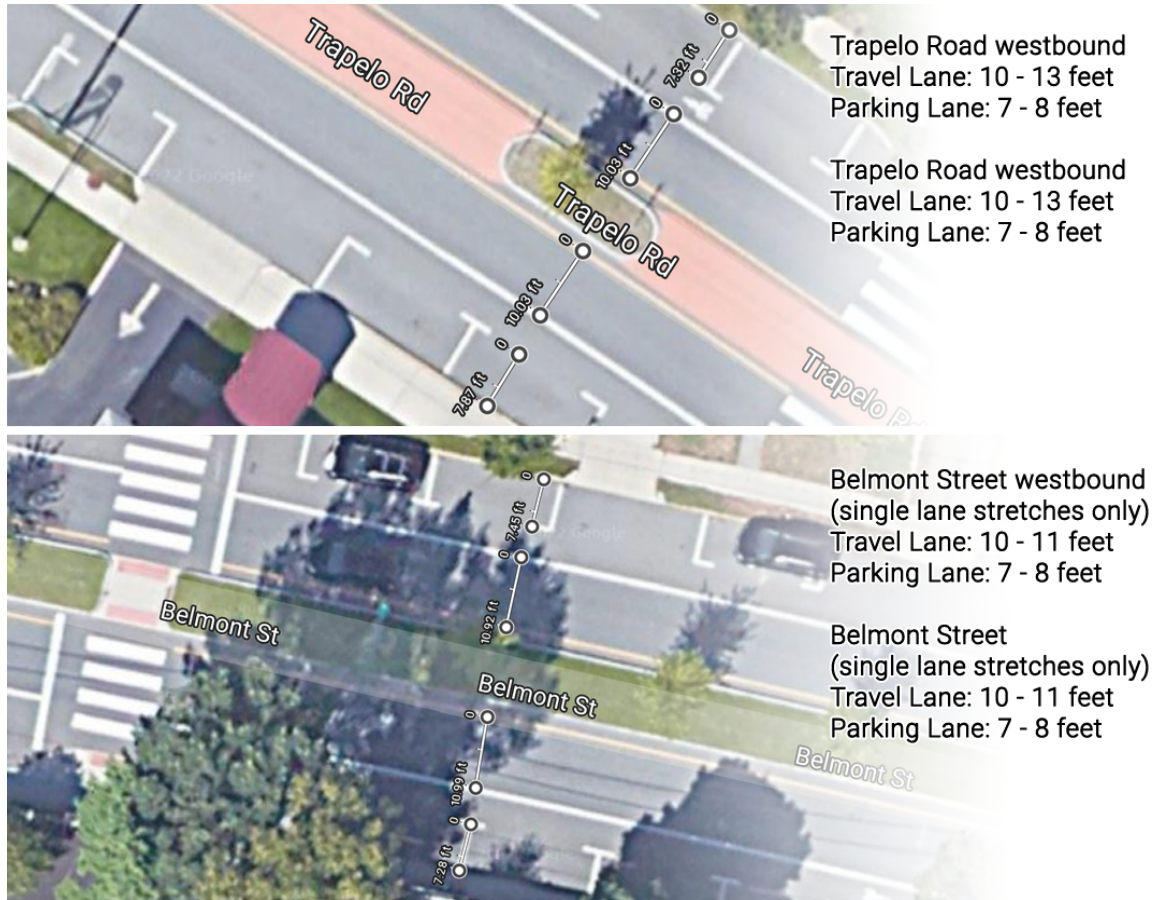 Trapelo Rd
0
7.32 ft
0
10.03 ft
Trapelo Rd
0
10.03 ft
0
7.87 ft
Trapelo Rd
2022 Google
Trapelo Road westbound
Travel Lane: 10 - 13 feet
Parking Lane: 7 - 8 feet
Trapelo Road westbound
Travel Lane: 10 - 13 feet
Parking Lane: 7 - 8 feet
0
7.45 ft
2022 Google
0
10.92 ft
Belmont St
Belmont St
0
10.99 ft
0
7.28 ft
Belmont St
Belmont Street westbound
(single lane stretches only)
Travel Lane: 10 - 11 feet
Parking Lane: 7 - 8 feet
Belmont Street
(single lane stretches only)
Travel Lane: 10 - 11 feet
Parking Lane: 7 - 8 feet